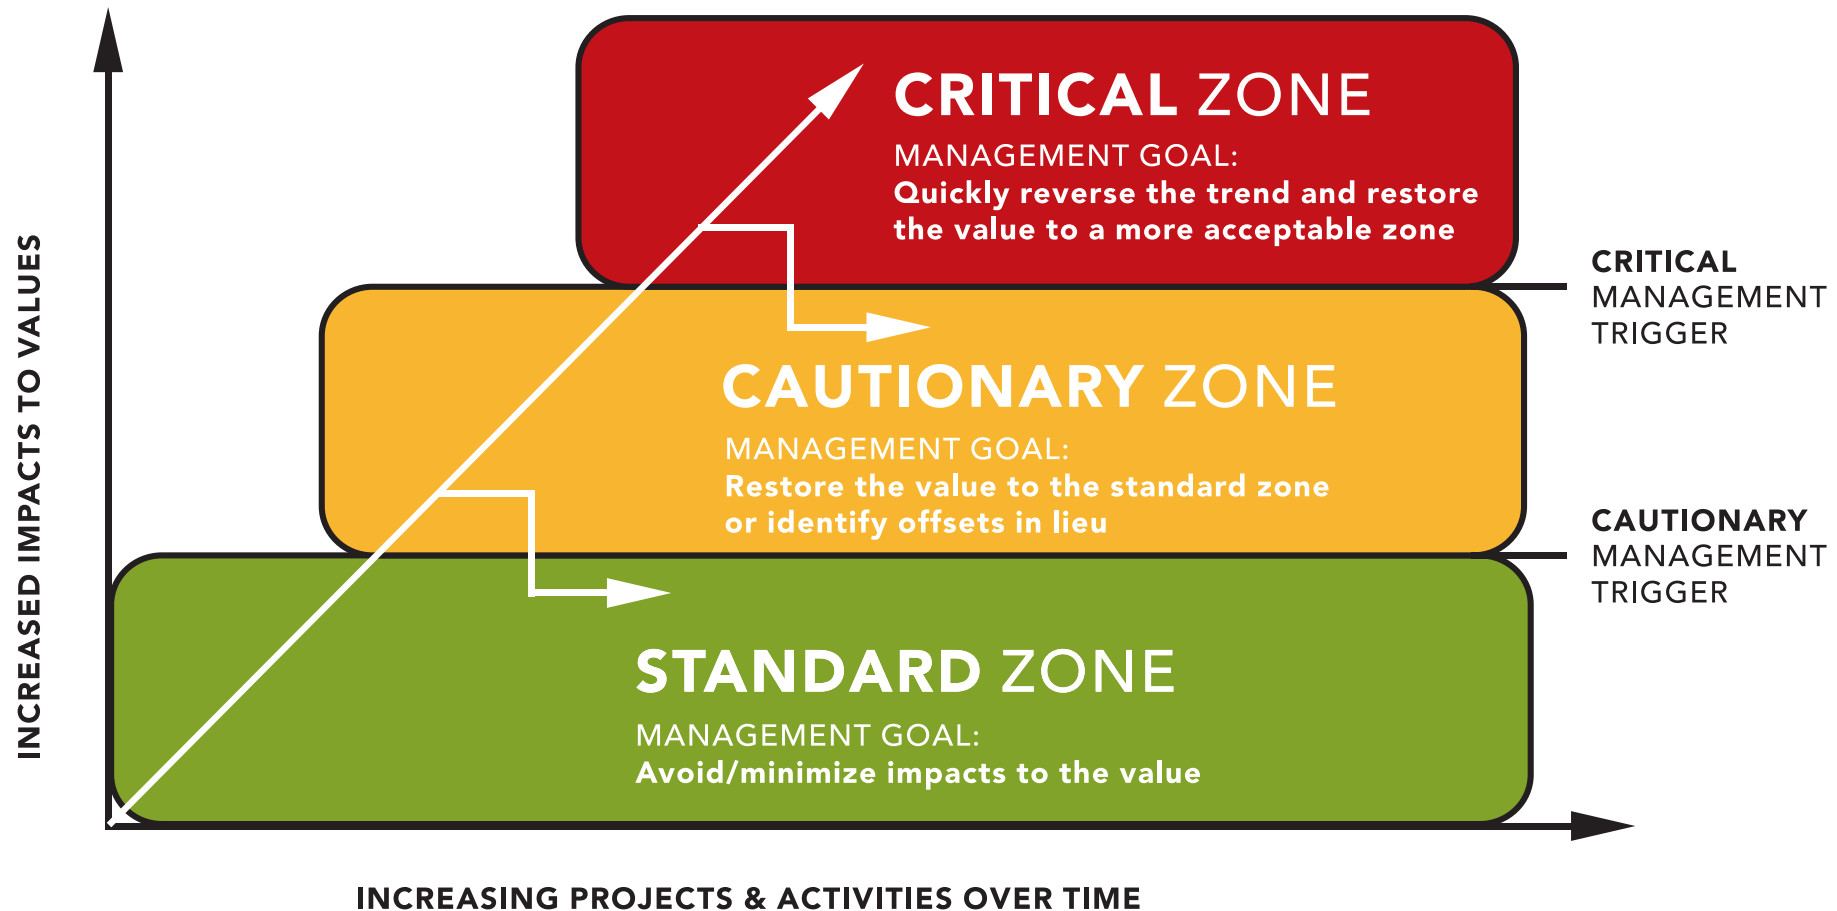 CRITICAL ZONE
MANAGEMENT GOAL:
Quickly reverse the trend and restore
the value to a more acceptable zone
CRITICAL
MANAGEMENT
TRIGGER
CAUTIONARY ZONE
MANAGEMENT GOAL:
Restore the value to the standard zone
or identify offsets in lieu
CAUTIONARY
MANAGEMENT
TRIGGER
STANDARD ZONE
MANAGEMENT GOAL:
Avoid/minimize impacts to the value
INCREASED IMPACTS TO VALUES
INCREASING PROJECTS & ACTIVITIES OVER TIME